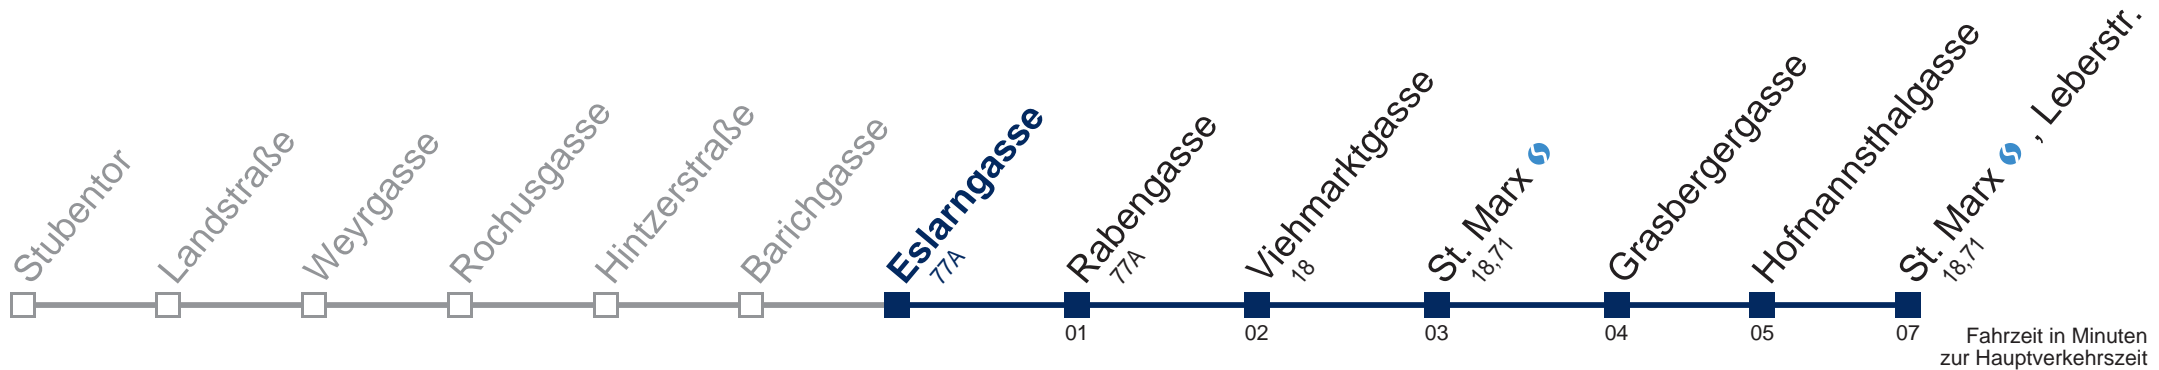 Stubentor
Landstraße
Weyrgasse
Rochusgasse
Hintzerstraße
Barichgasse
Eslarngasse
77A
Rabengasse
77A
Viehmarktgasse
18
St. Marx
18,71
Grasbergergasse
Hofmannsthalgasse
St. Marx , Leberstr.
18,71
01
02
03
04
05
07
Fahrzeit in Minuten
zur Hauptverkehrszeit